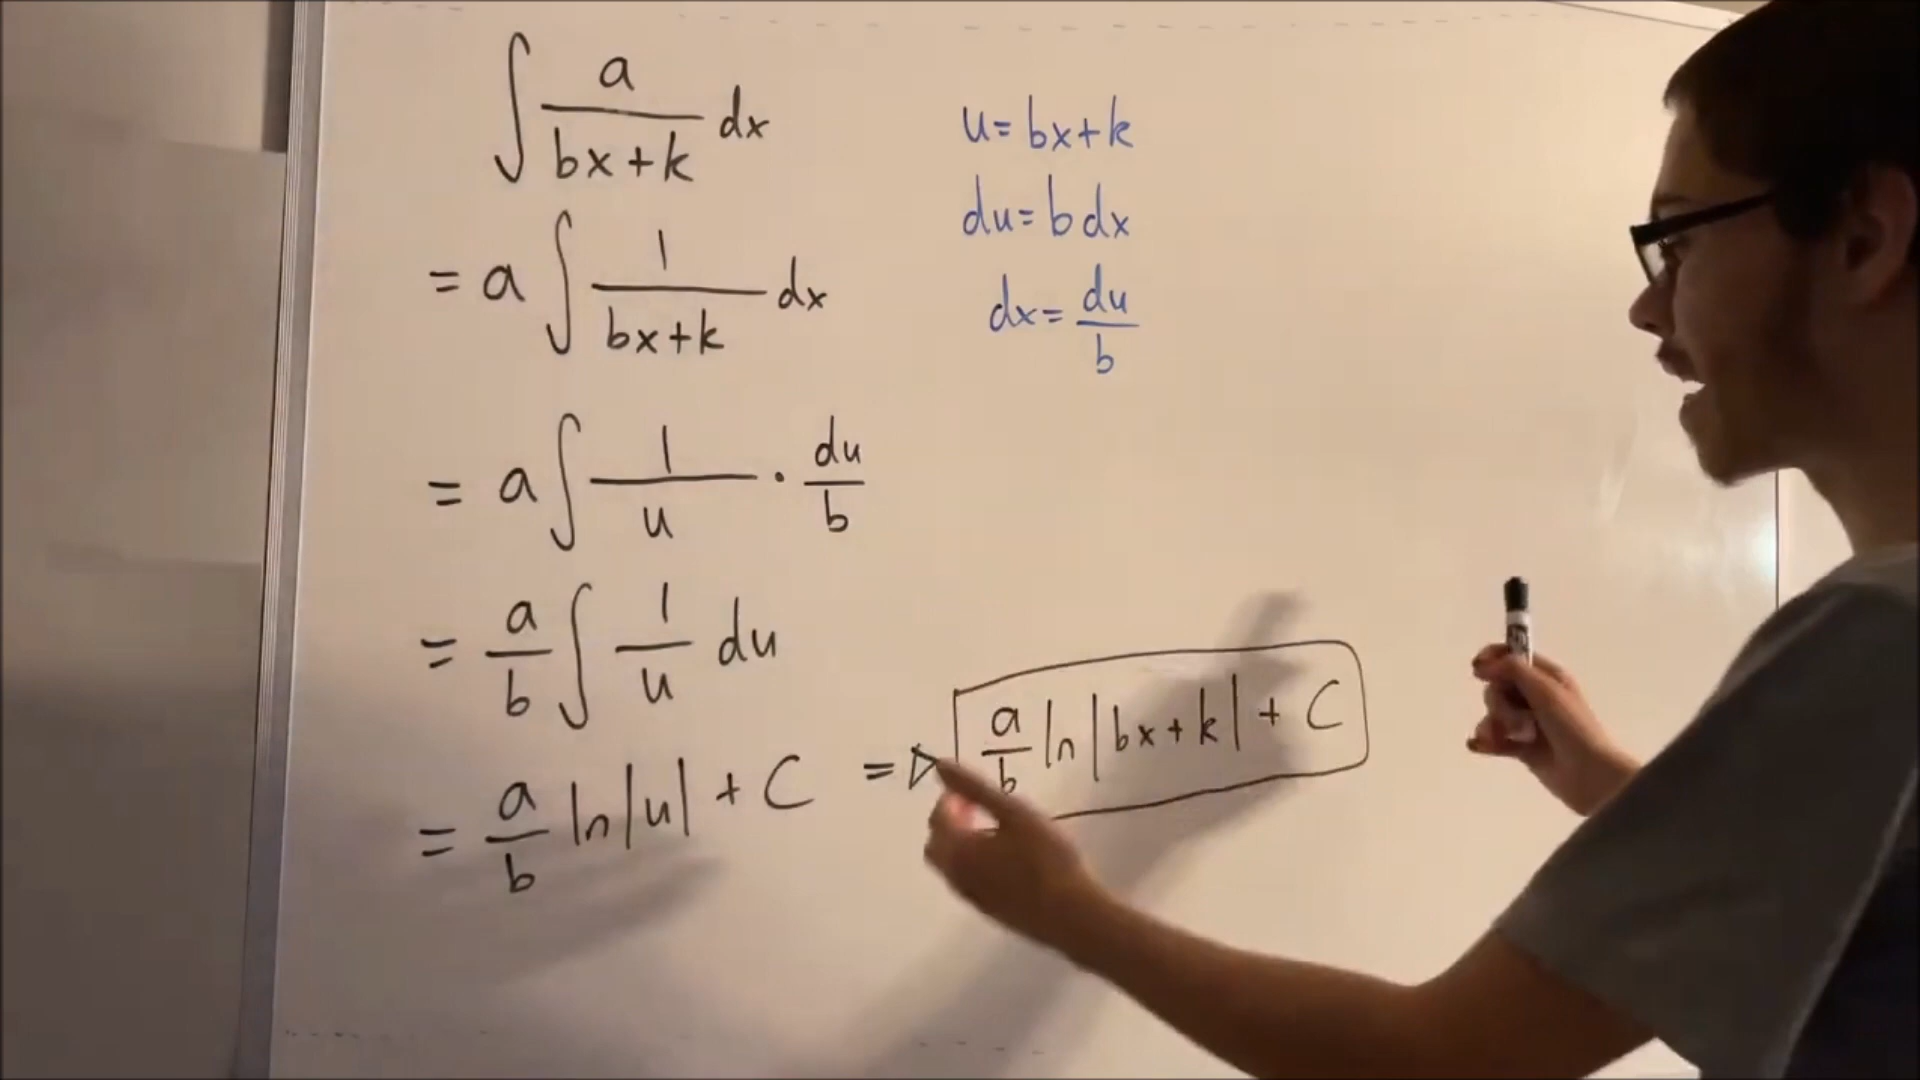 ∫ a/(bx+k) dx
= a ∫ 1/(bx+k) dx
= a ∫ 1/u · du/b
= a/b ∫ 1/u du
= a/b ln|u| + C => a/b ln|bx+k| + C
u=bx+k
du=b dx
dx=du/b